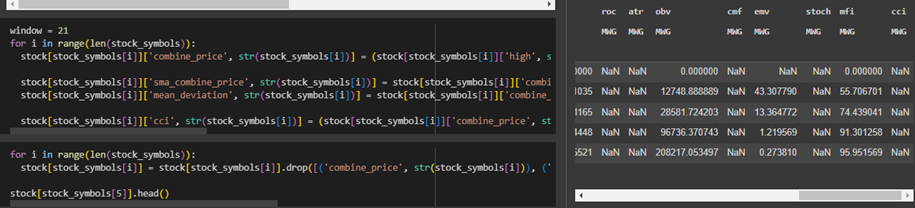 window = 21
for i in range(len(stock_symbols)):
stock[stock_symbols[i]]['combine_price', str(stock_symbols[i])] = (stock[stock_symbols[i]]['high', s
stock[stock_symbols[i]]['sma_combine_price', str(stock_symbols[i])] = stock[stock_symbols[i]]['combi
stock[stock_symbols[i]]['mean_deviation', str(stock_symbols[i])] = stock[stock_symbols[i]]['combine_
stock[stock_symbols[i]]['cci', str(stock_symbols[i])] = (stock[stock_symbols[i]]['combine_price', st
for i in range(len(stock_symbols)):
stock[stock_symbols[i]] = stock[stock_symbols[i]].drop([('combine_price', str(stock_symbols[i])), ('
stock[stock_symbols[5]].head()
roc atr obv cmf emv stoch mfi cci
MWG MWG MWG MWG MWG MWG MWG MWG
0000 NaN NaN 0.000000 NaN NaN NaN 0.000000 NaN
1035 NaN NaN 12748.888889 NaN 43.307790 NaN 55.706701 NaN
1165 NaN NaN 28581.724203 NaN 13.364772 NaN 74.439041 NaN
4448 NaN NaN 96736.370743 NaN 1.219569 NaN 91.301258 NaN
5521 NaN NaN 208217.053497 NaN 0.273810 NaN 95.951569 NaN